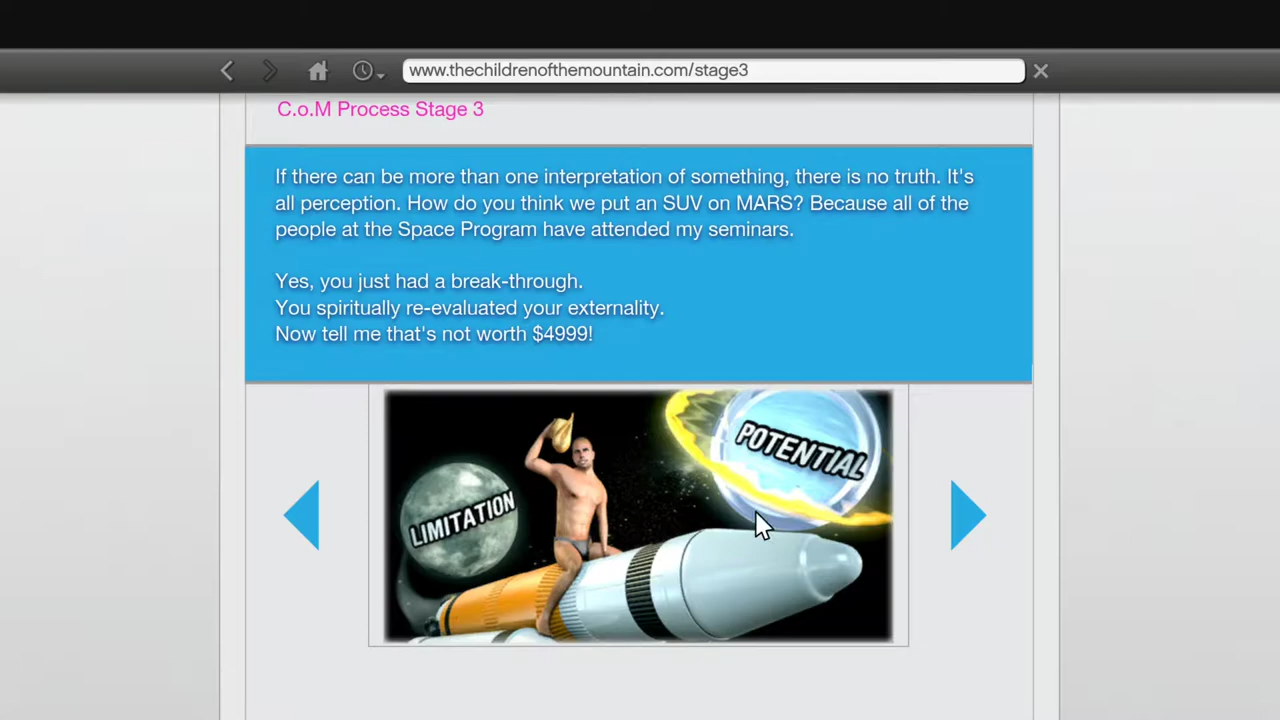 www.thechildrenofthemountain.com/stage3
C.o.M Process Stage 3
If there can be more than one interpretation of something, there is no truth. It's
all perception. How do you think we put an SUV on MARS? Because all of the
people at the Space Program have attended my seminars.
Yes, you just had a break-through.
You spiritually re-evaluated your externality.
Now tell me that's not worth $4999!
POTENTIAL
LIMITATION